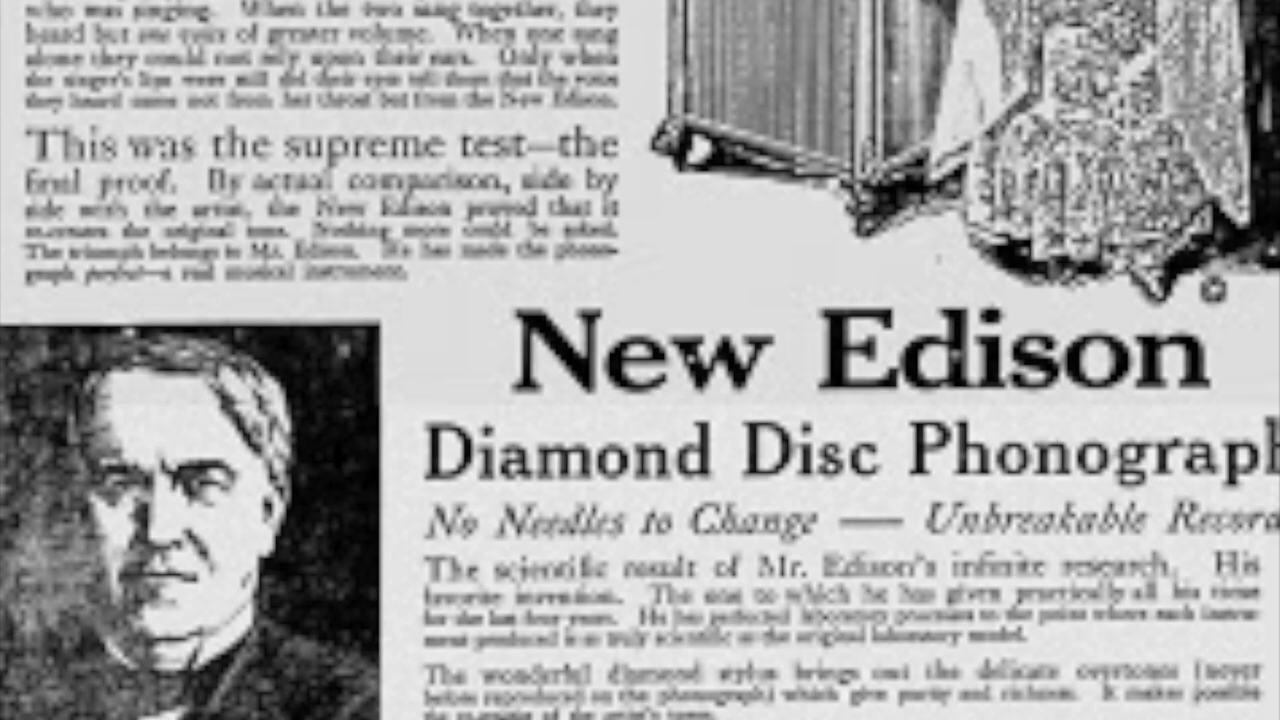 who was singing. When the two sang together, they
heard but one voice of greater volume. When one sang
alone they could not rely upon their ears. Only when
the singer's lips were still did their eyes tell them that the voice
they heard came not from her throat but from the New Edison.
This was the supreme test—the
final proof. By actual comparison, side by
side with the artist, the New Edison proved that it
re-creates the original tone. Nothing more could be asked.
The triumph belongs to Mr. Edison. He has made the phono-
graph perfect—a real musical instrument.
New Edison
Diamond Disc Phonograph
No Needles to Change — Unbreakable Record
The scientific result of Mr. Edison's infinite research. His
favorite invention. The one to which he has given practically all his time
for the last four years. He has perfected laboratory processes to the point where each instru-
ment produced is as truly scientific as the original laboratory model.
The wonderful diamond stylus brings out the delicate overtones (never
before reproduced on the phonograph) which give purity and richness. It makes possible
the of the artist's tones.